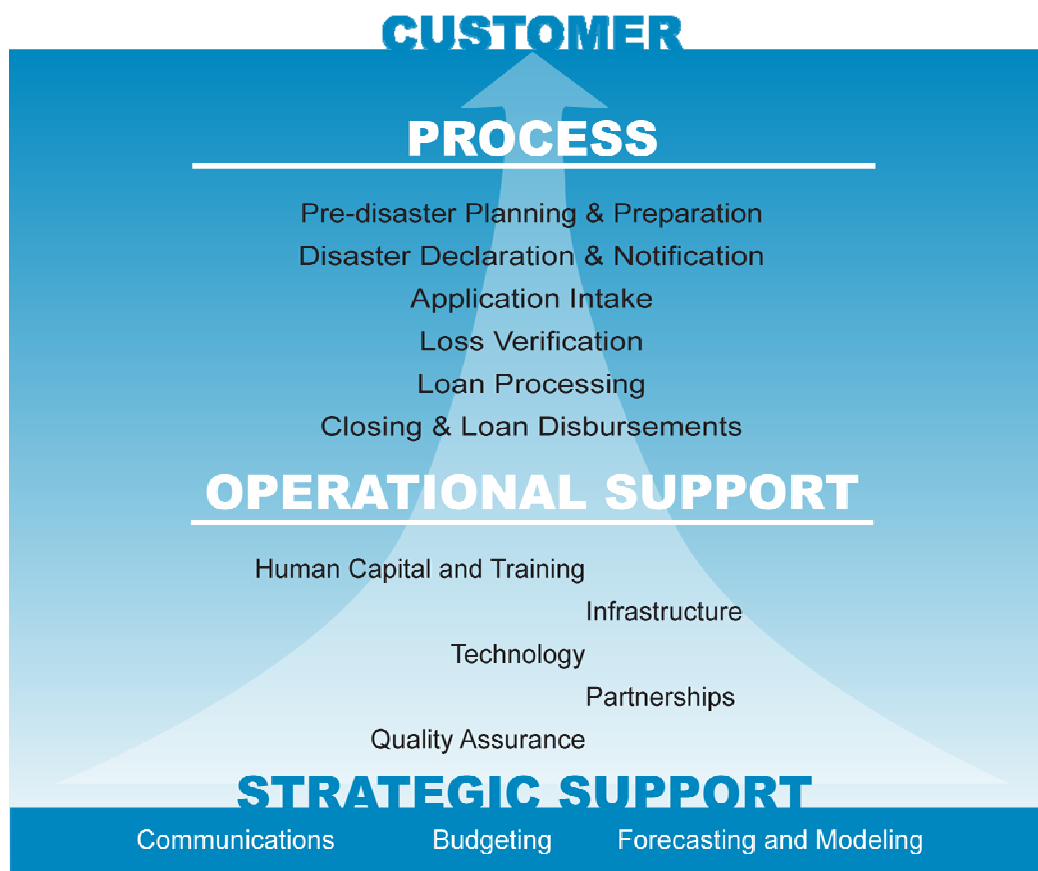 CUSTOMER
PROCESS
Pre-disaster Planning & Preparation
Disaster Declaration & Notification
Application Intake
Loss Verification
Loan Processing
Closing & Loan Disbursements
OPERATIONAL SUPPORT
Human Capital and Training
Infrastructure
Technology
Partnerships
Quality Assurance
STRATEGIC SUPPORT
Communications Budgeting Forecasting and Modeling